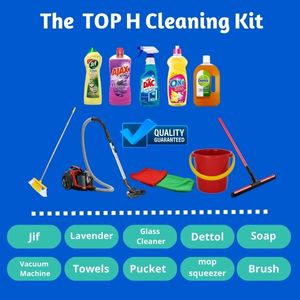 The TOP H Cleaning Kit
Jif
AJAX
DAC
OXI
Dettol
QUALITY
GUARANTEED
Jif
Lavender
Glass
Cleaner
Dettol
Soap
Vacuum
Machine
Towels
Pucket
mop
squeezer
Brush